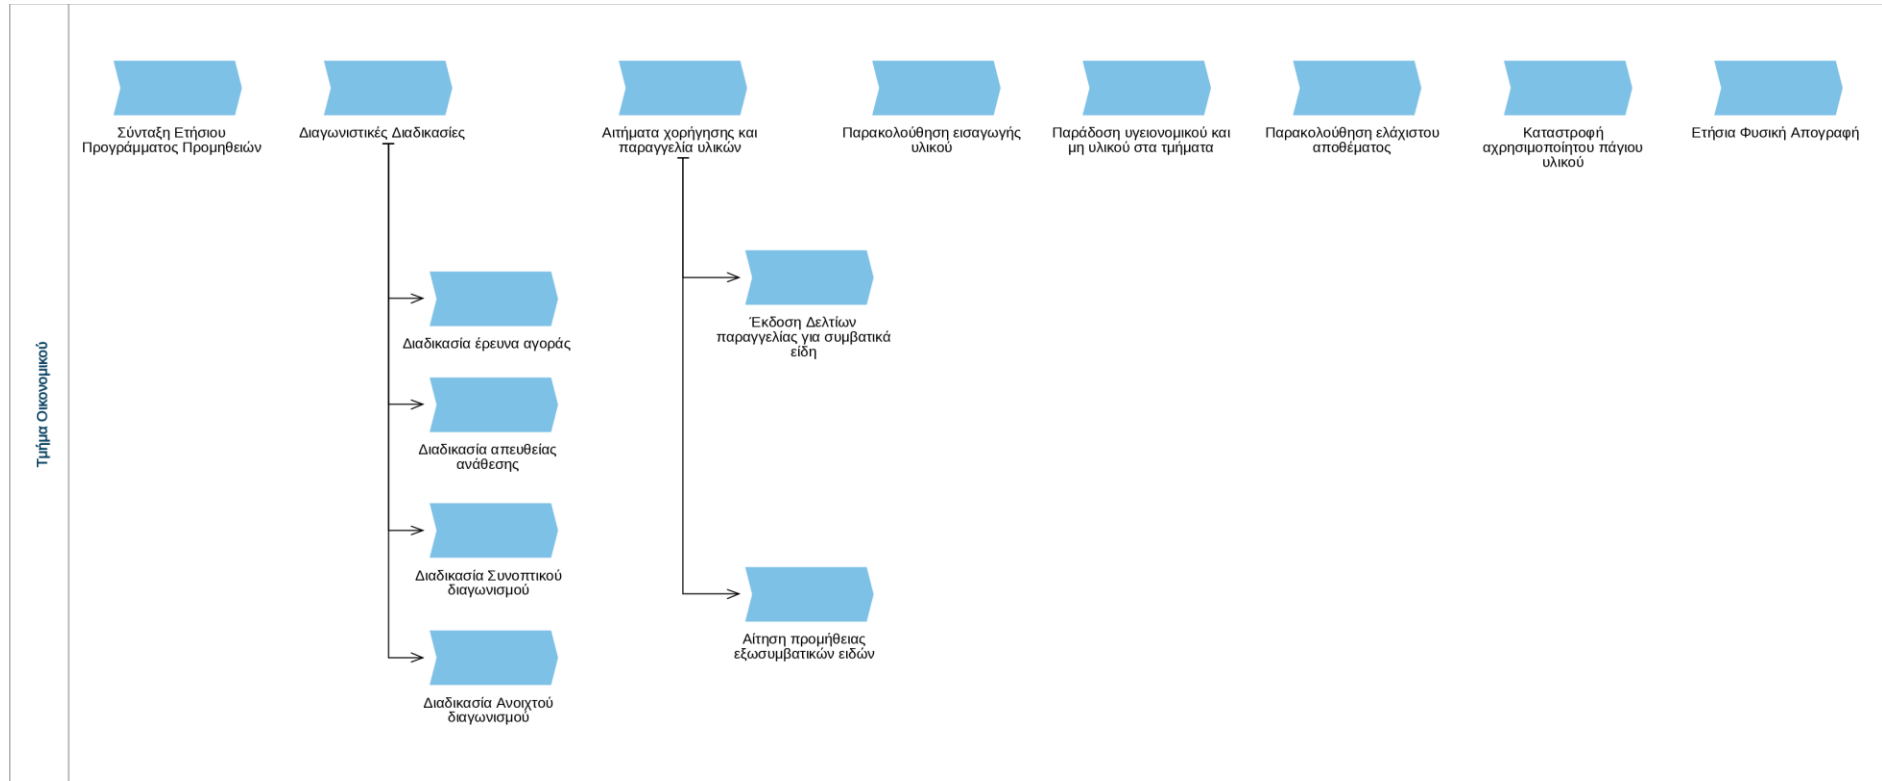 Τμήμα Οικονομικού
Σύνταξη Ετήσιου
Προγράμματος Προμηθειών
Διαγωνιστικές Διαδικασίες
Αιτήματα χορήγησης και
παραγγελία υλικών
Παρακολούθηση εισαγωγής
υλικού
Παράδοση υγειονομικού και
μη υλικού στα τμήματα
Παρακολούθηση ελάχιστου
αποθέματος
Καταστροφή
αχρησιμοποίητου πάγιου
υλικού
Ετήσια Φυσική Απογραφή
Διαδικασία έρευνα αγοράς
Διαδικασία απευθείας
ανάθεσης
Διαδικασία Συνοπτικού
διαγωνισμού
Διαδικασία Ανοιχτού
διαγωνισμού
Έκδοση Δελτίων
παραγγελίας για συμβατικά
είδη
Αίτηση προμήθειας
εξωσυμβατικών ειδών